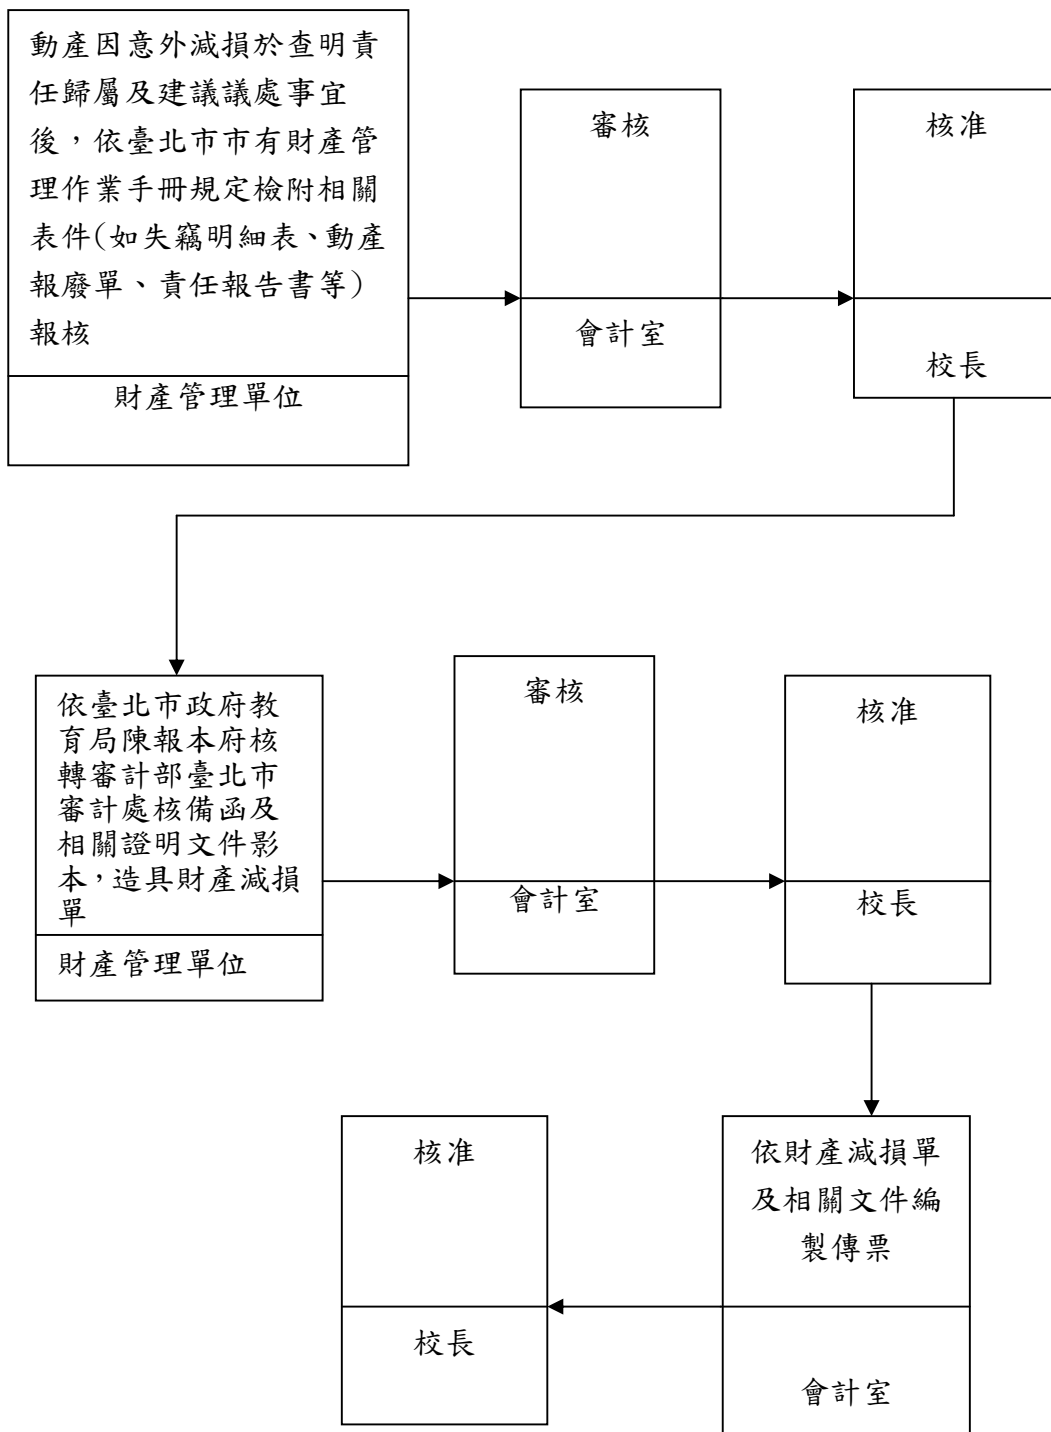 動產因意外減損於查明責
任歸屬及建議議處事宜
後，依臺北市市有財產管
理作業手冊規定檢附相關
表件(如失竊明細表、動產
報廢單、責任報告書等)
報核
財產管理單位
審核
會計室
核准
校長
依臺北市政府教
育局陳報本府核
轉審計部臺北市
審計處核備函及
相關證明文件影
本，造具財產減損
單
財產管理單位
審核
會計室
核准
校長
依財產減損單
及相關文件編
製傳票
會計室
核准
校長